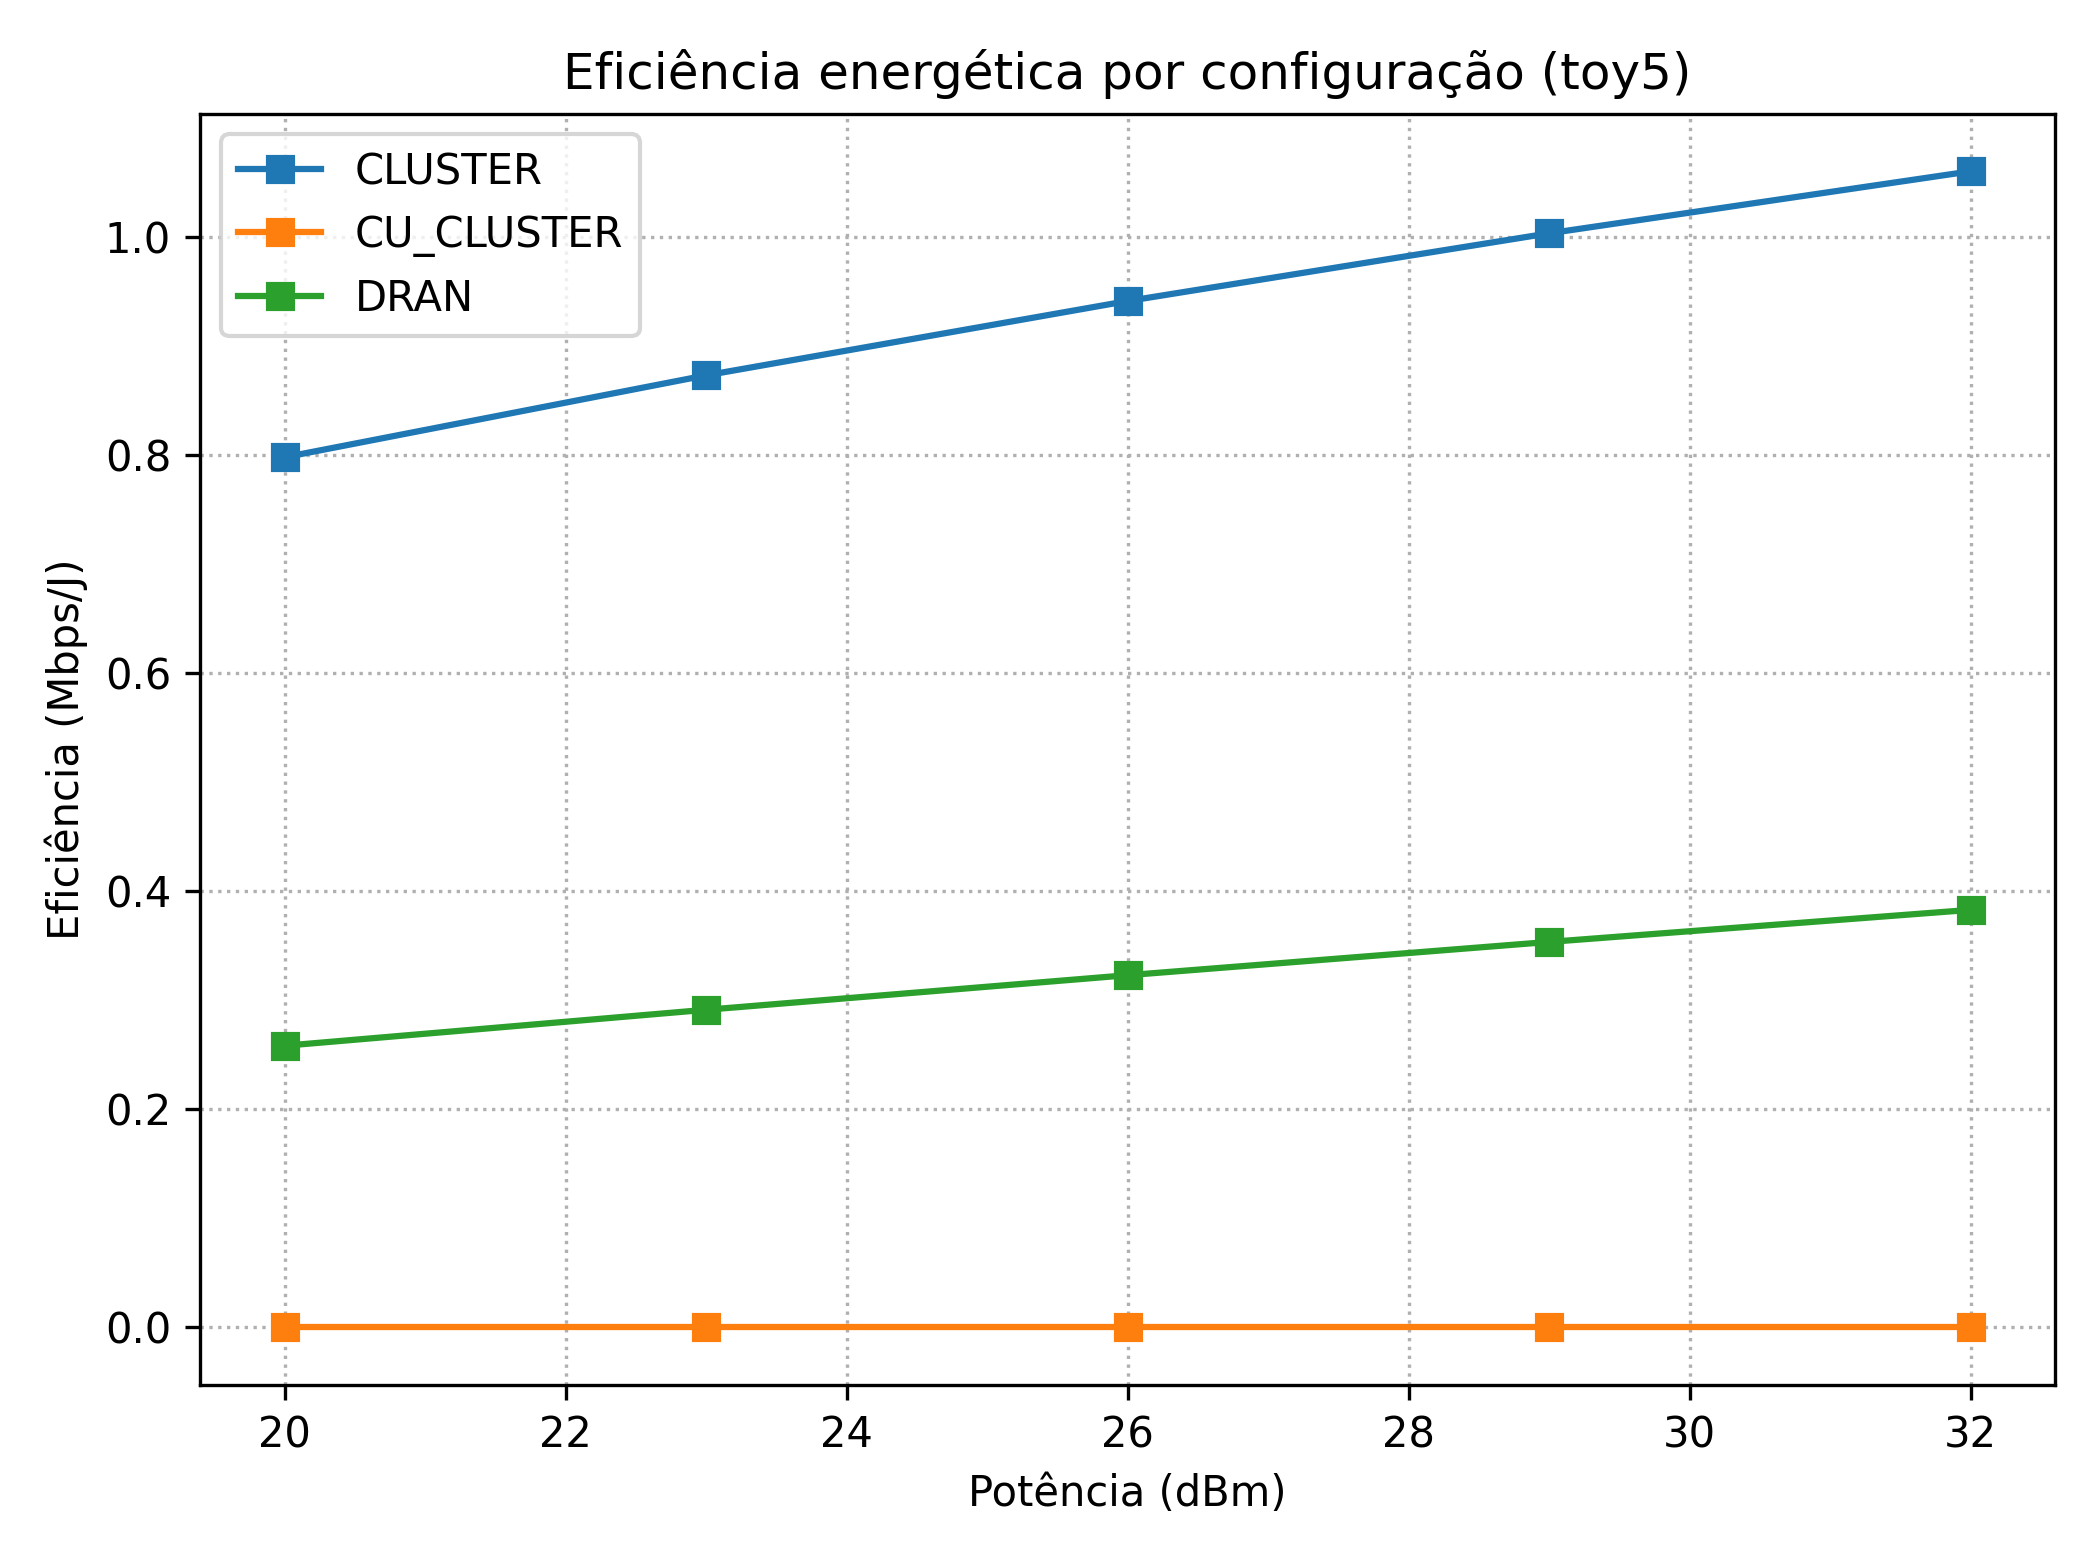 Eficiência energética por configuração (toy5)
CLUSTER
CU_CLUSTER
DRAN
1.0
0.8
0.6
0.4
0.2
0.0
Eficiência (Mbps/J)
20 22 24 26 28 30 32
Potência (dBm)